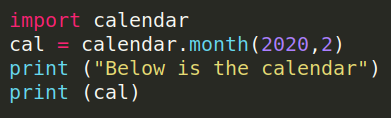 import calendar
cal = calendar.month(2020,2)
print ("Below is the calendar")
print (cal)